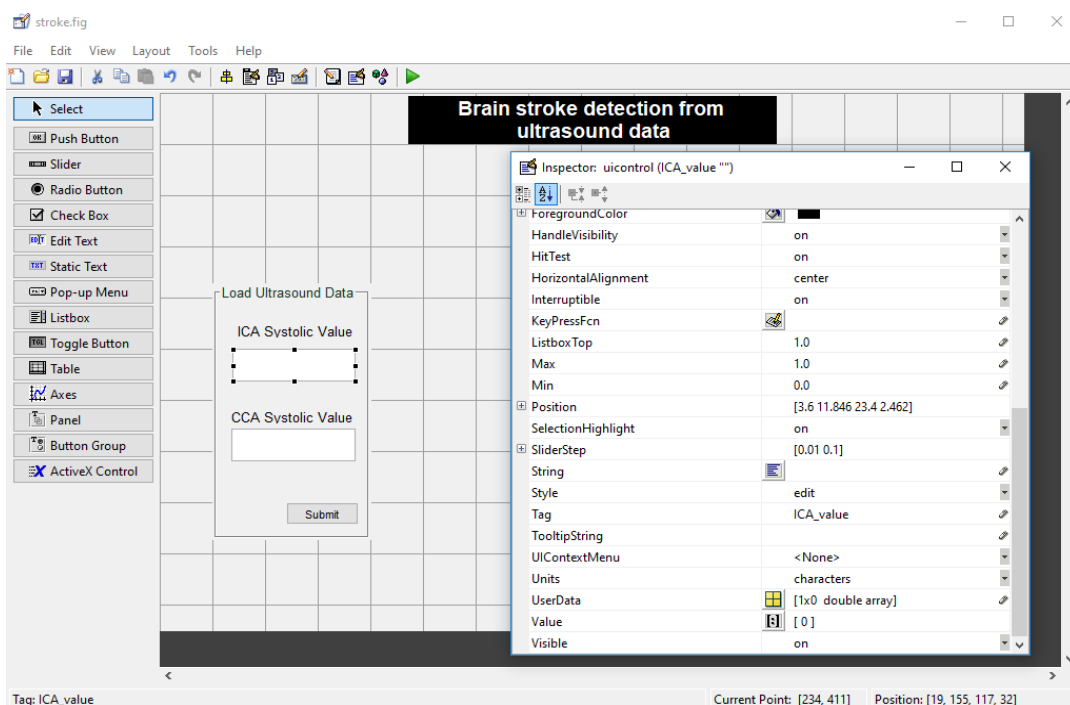 stroke.fig
File Edit View Layout Tools Help
Select
OK Push Button
Slider
Radio Button
Check Box
EDIT Edit Text
TXT Static Text
Pop-up Menu
Listbox
TGL Toggle Button
Table
Axes
Panel
Button Group
ActiveX Control
Brain stroke detection from
ultrasound data
Load Ultrasound Data
ICA Systolic Value
CCA Systolic Value
Submit
Inspector: uicontrol (ICA_value "")
ForegroundColor
HandleVisibility on
HitTest on
HorizontalAlignment center
Interruptible on
KeyPressFcn
ListboxTop 1.0
Max 1.0
Min 0.0
Position [3.6 11.846 23.4 2.462]
SelectionHighlight on
SliderStep [0.01 0.1]
String
Style edit
Tag ICA_value
TooltipString
UIContextMenu <None>
Units characters
UserData [1x0 double array]
Value [ 0 ]
Visible on
Tag: ICA_value Current Point: [234, 411] Position: [19, 155, 117, 32]